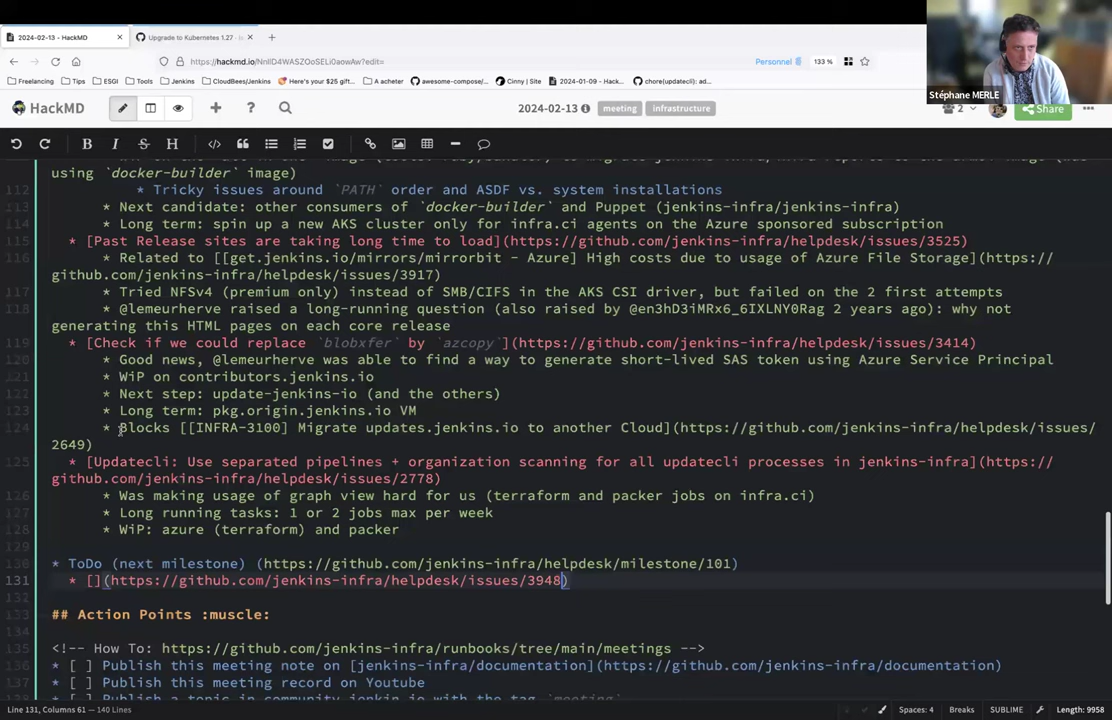 2024-02-13 - HackMD
Upgrade to Kubernetes 1.27
https://hackmd.io/NnllD4WASZOoSELi0aowAw?edit=
Personnel
133 %
Freelancing
Tips
ESGI
Tools
Jenkins
CloudBees/Jenkins
Here's your $25 gift...
A acheter
awesome-compose/...
Cinny | Site
2024-01-09 - Hack...
chore(updatecli): ad...
Stéphane MERLE
HackMD
2024-02-13
meeting
infrastructure
2
Share
using `docker-builder` image)
112 * Tricky issues around `PATH` order and ASDF vs. system installations
113 * Next candidate: other consumers of `docker-builder` and Puppet (jenkins-infra/jenkins-infra)
114 * Long term: spin up a new AKS cluster only for infra.ci agents on the Azure sponsored subscription
115 * [Past Release sites are taking long time to load](https://github.com/jenkins-infra/helpdesk/issues/3525)
116 * Related to [[get.jenkins.io/mirrors/mirrorbit - Azure] High costs due to usage of Azure File Storage](https://
github.com/jenkins-infra/helpdesk/issues/3917)
117 * Tried NFSv4 (premium only) instead of SMB/CIFS in the AKS CSI driver, but failed on the 2 first attempts
118 * @lemeurherve raised a long-running question (also raised by @en3hD3iMRx6_6IXLNY0Rag 2 years ago): why not
generating this HTML pages on each core release
119 * [Check if we could replace `blobxfer` by `azcopy`](https://github.com/jenkins-infra/helpdesk/issues/3414)
120 * Good news, @lemeurherve was able to find a way to generate short-lived SAS token using Azure Service Principal
121 * WiP on contributors.jenkins.io
122 * Next step: update-jenkins-io (and the others)
123 * Long term: pkg.origin.jenkins.io VM
124 * Blocks [[INFRA-3100] Migrate updates.jenkins.io to another Cloud](https://github.com/jenkins-infra/helpdesk/issues/
2649)
125 * [Updatecli: Use separated pipelines + organization scanning for all updatecli processes in jenkins-infra](https://
github.com/jenkins-infra/helpdesk/issues/2778)
126 * Was making usage of graph view hard for us (terraform and packer jobs on infra.ci)
127 * Long running tasks: 1 or 2 jobs max per week
128 * WiP: azure (terraform) and packer
129
130 * ToDo (next milestone) (https://github.com/jenkins-infra/helpdesk/milestone/101)
131 * [](https://github.com/jenkins-infra/helpdesk/issues/3948)
133 ## Action Points :muscle:
134
135 <!-- How To: https://github.com/jenkins-infra/runbooks/tree/main/meetings -->
136 * [ ] Publish this meeting note on [jenkins-infra/documentation](https://github.com/jenkins-infra/documentation)
137 * [ ] Publish this meeting record on Youtube
Line 131, Columns 61 — 140 Lines
Spaces: 4
Breaks
SUBLIME
Length: 9958